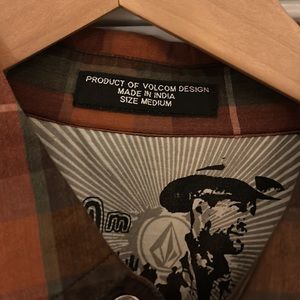 PRODUCT OF VOLCOM DESIGN
MADE IN INDIA
SIZE MEDIUM